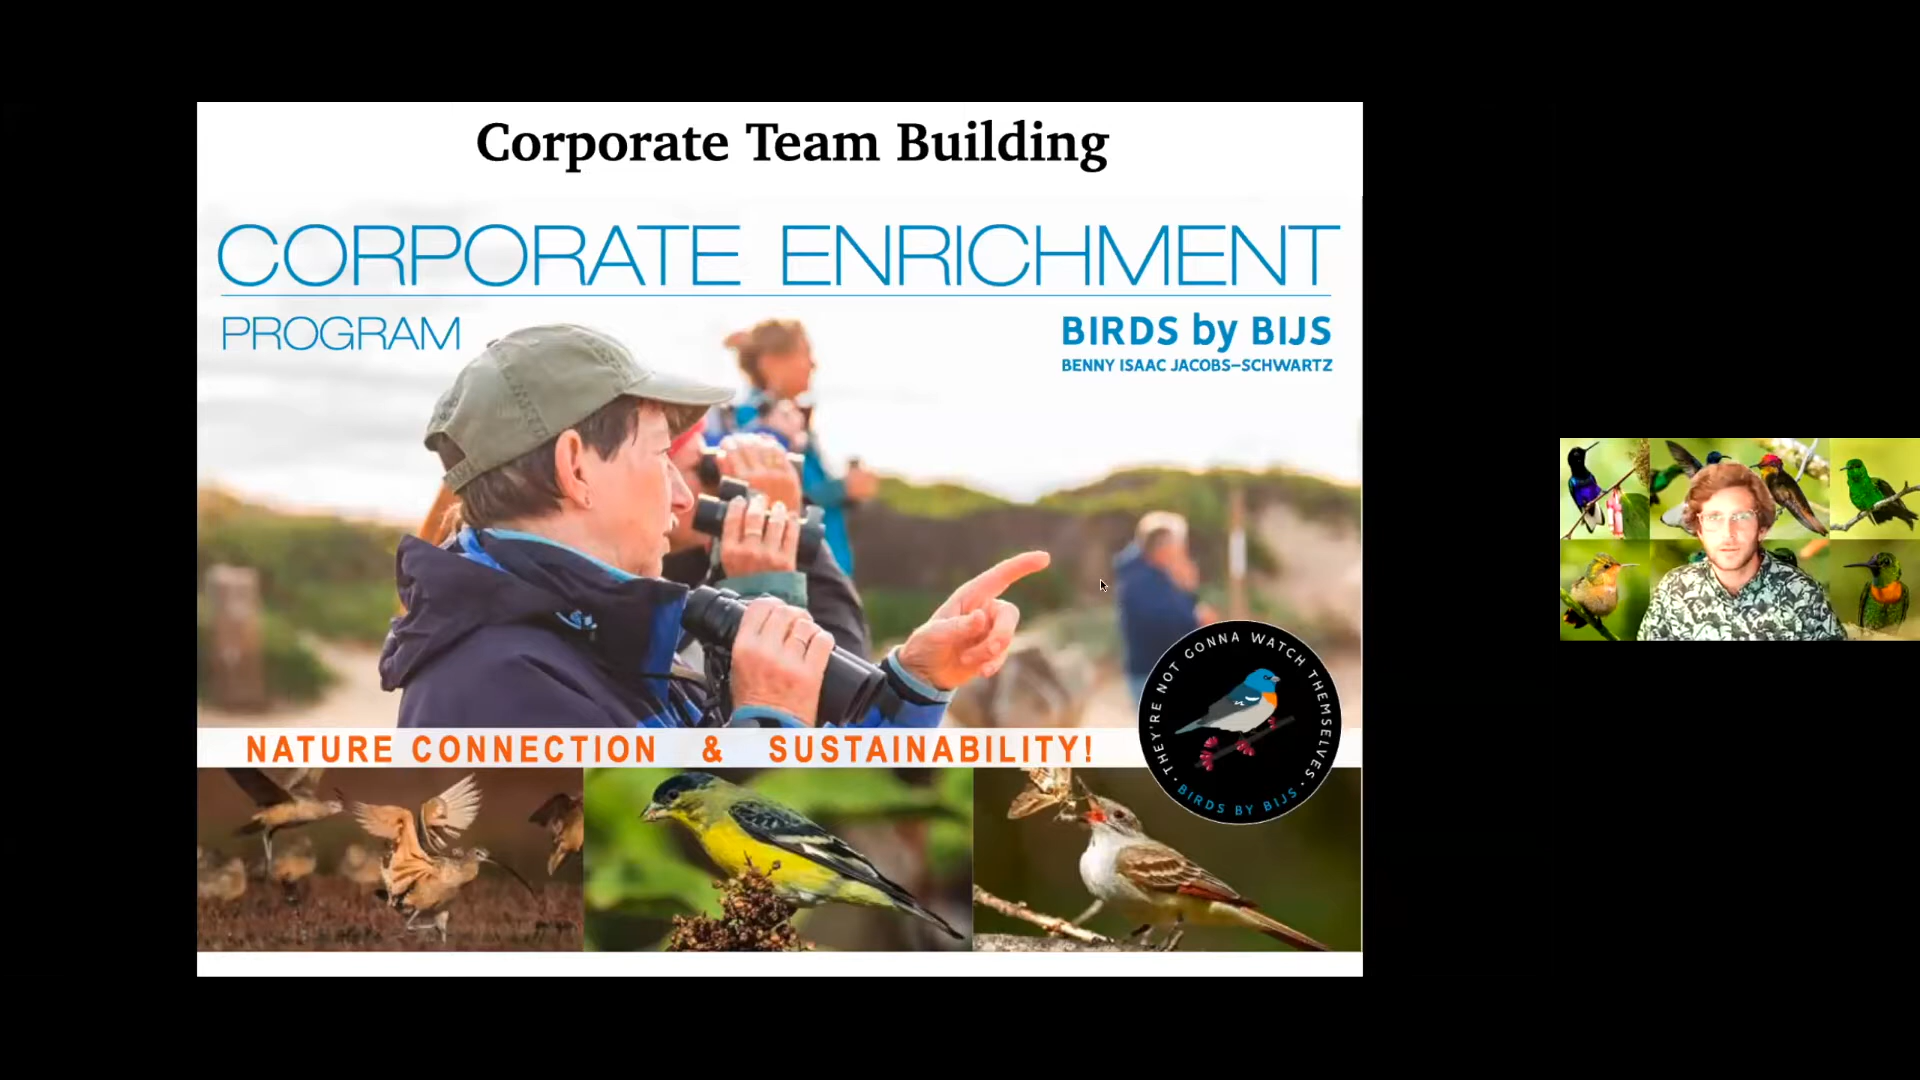 Corporate Team Building
CORPORATE ENRICHMENT
PROGRAM
BIRDS by BIJS
BENNY ISAAC JACOBS-SCHWARTZ
THEY'RE NOT GONNA WATCH THEMSELVES
• BIRDS BY BIJS •
NATURE CONNECTION & SUSTAINABILITY!